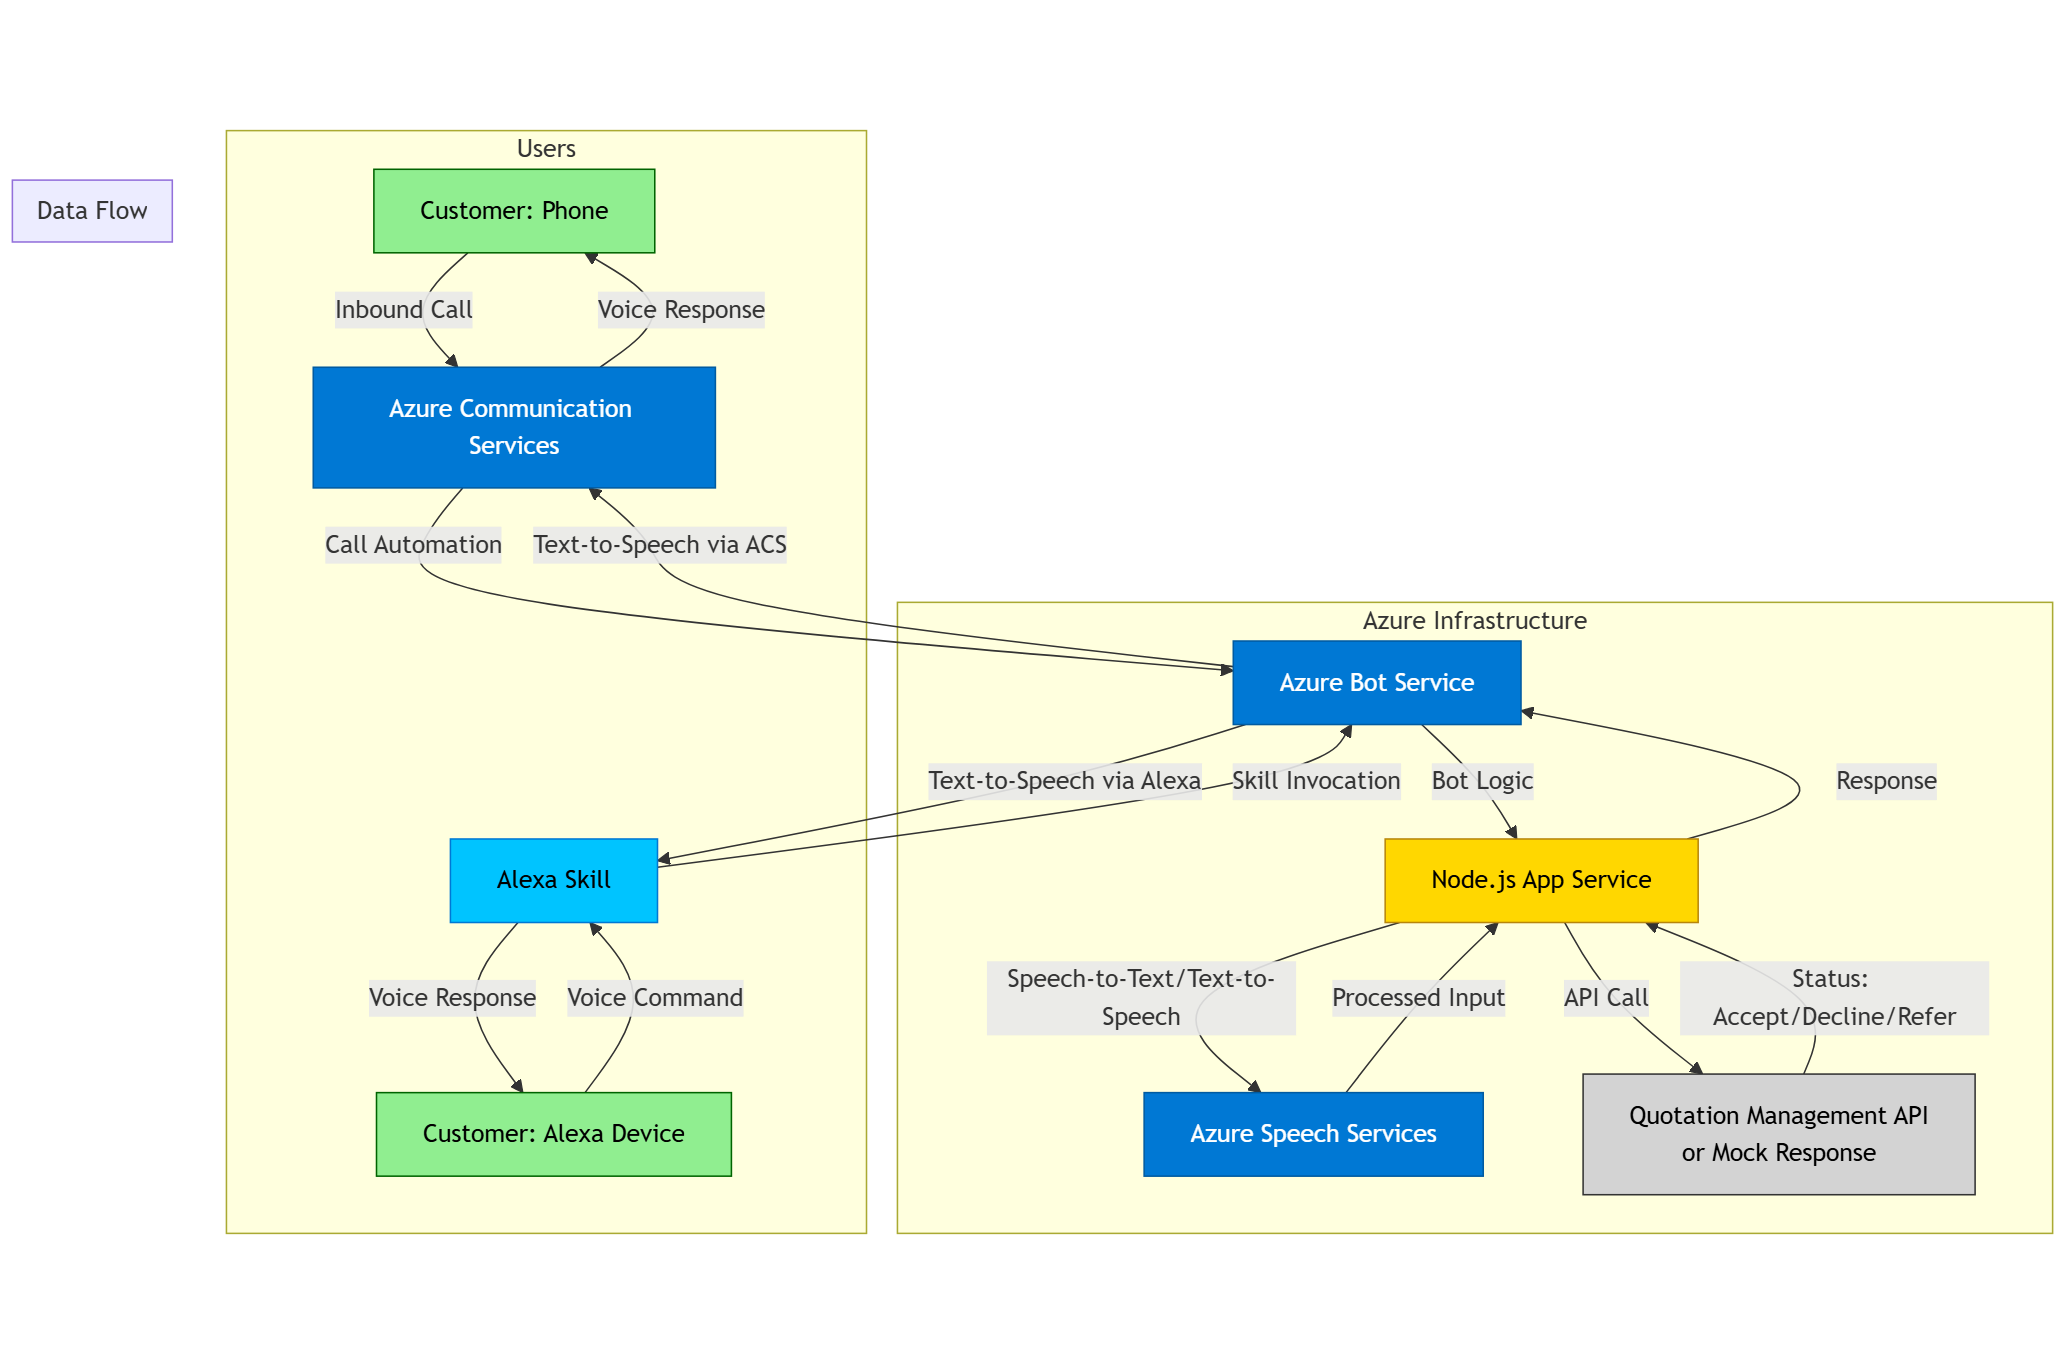 Data Flow
Users
Customer: Phone
Inbound Call
Voice Response
Azure Communication
Services
Call Automation
Text-to-Speech via ACS
Azure Infrastructure
Azure Bot Service
Text-to-Speech via Alexa
Skill Invocation
Bot Logic
Response
Alexa Skill
Node.js App Service
Voice Response
Voice Command
Speech-to-Text/Text-to-
Speech
Processed Input
API Call
Status:
Accept/Decline/Refer
Customer: Alexa Device
Azure Speech Services
Quotation Management API
or Mock Response